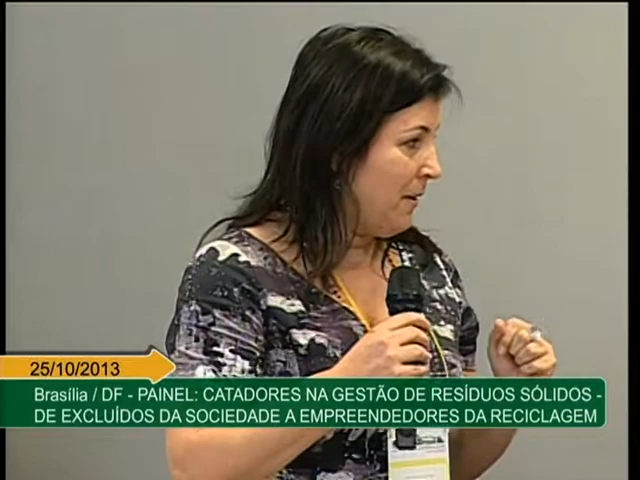 25/10/2013
Brasília / DF - PAINEL: CATADORES NA GESTÃO DE RESÍDUOS SÓLIDOS -
DE EXCLUÍDOS DA SOCIEDADE A EMPREENDEDORES DA RECICLAGEM